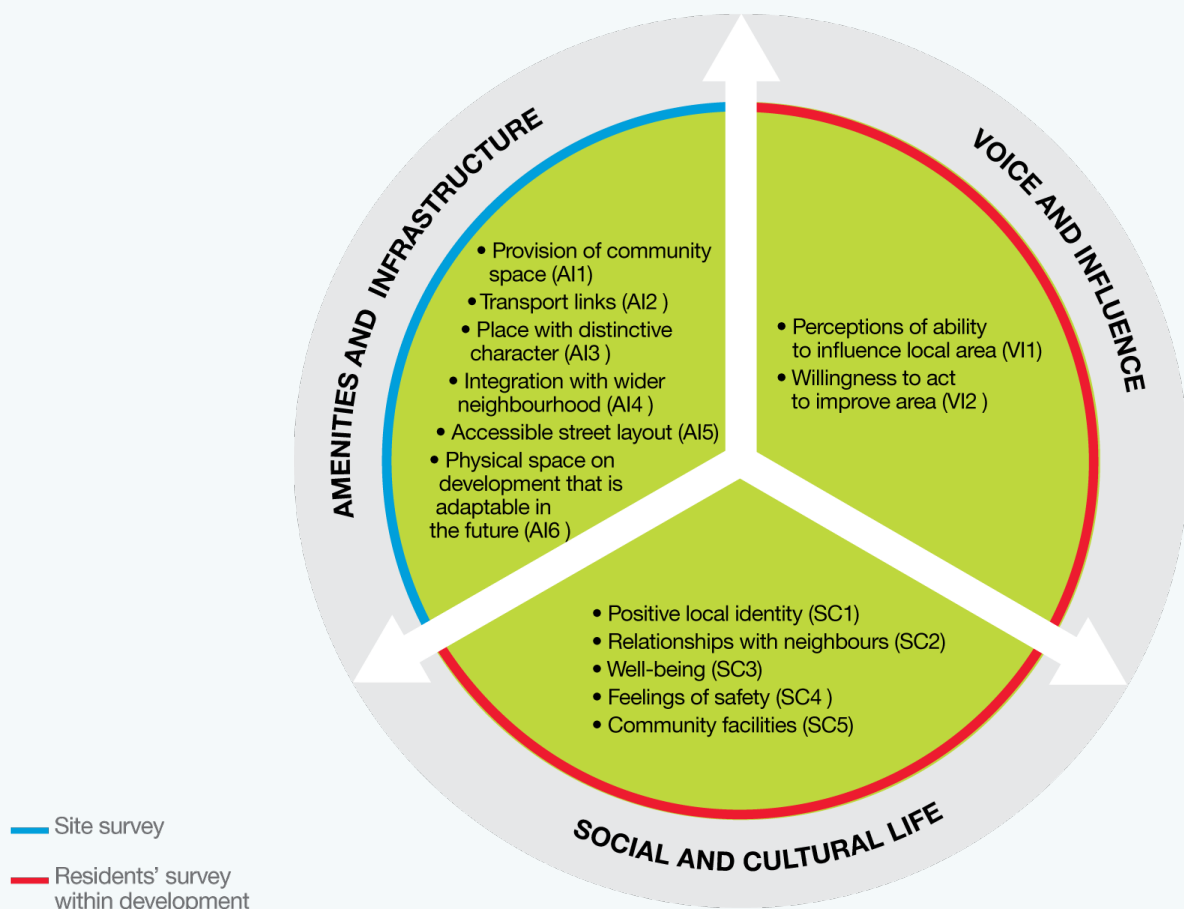 AMENITIES AND INFRASTRUCTURE
• Provision of community
space (AI1)
• Transport links (AI2 )
• Place with distinctive
character (AI3 )
• Integration with wider
neighbourhood (AI4 )
• Accessible street layout (AI5)
• Physical space on
development that is
adaptable in
the future (AI6 )
VOICE AND INFLUENCE
• Perceptions of ability
to influence local area (VI1)
• Willingness to act
to improve area (VI2 )
• Positive local identity (SC1)
• Relationships with neighbours (SC2)
• Well-being (SC3)
• Feelings of safety (SC4 )
• Community facilities (SC5)
SOCIAL AND CULTURAL LIFE
Site survey
Residents’ survey
within development